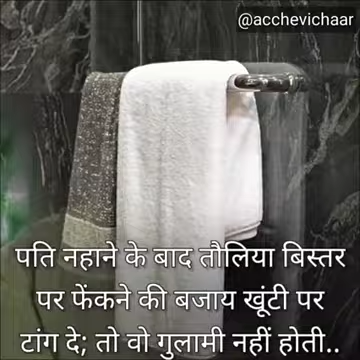 @acchevichaar
पति नहाने के बाद तौलिया बिस्तर
पर फेंकने की बजाय खूंटी पर
टांग दे; तो वो गुलामी नहीं होती..